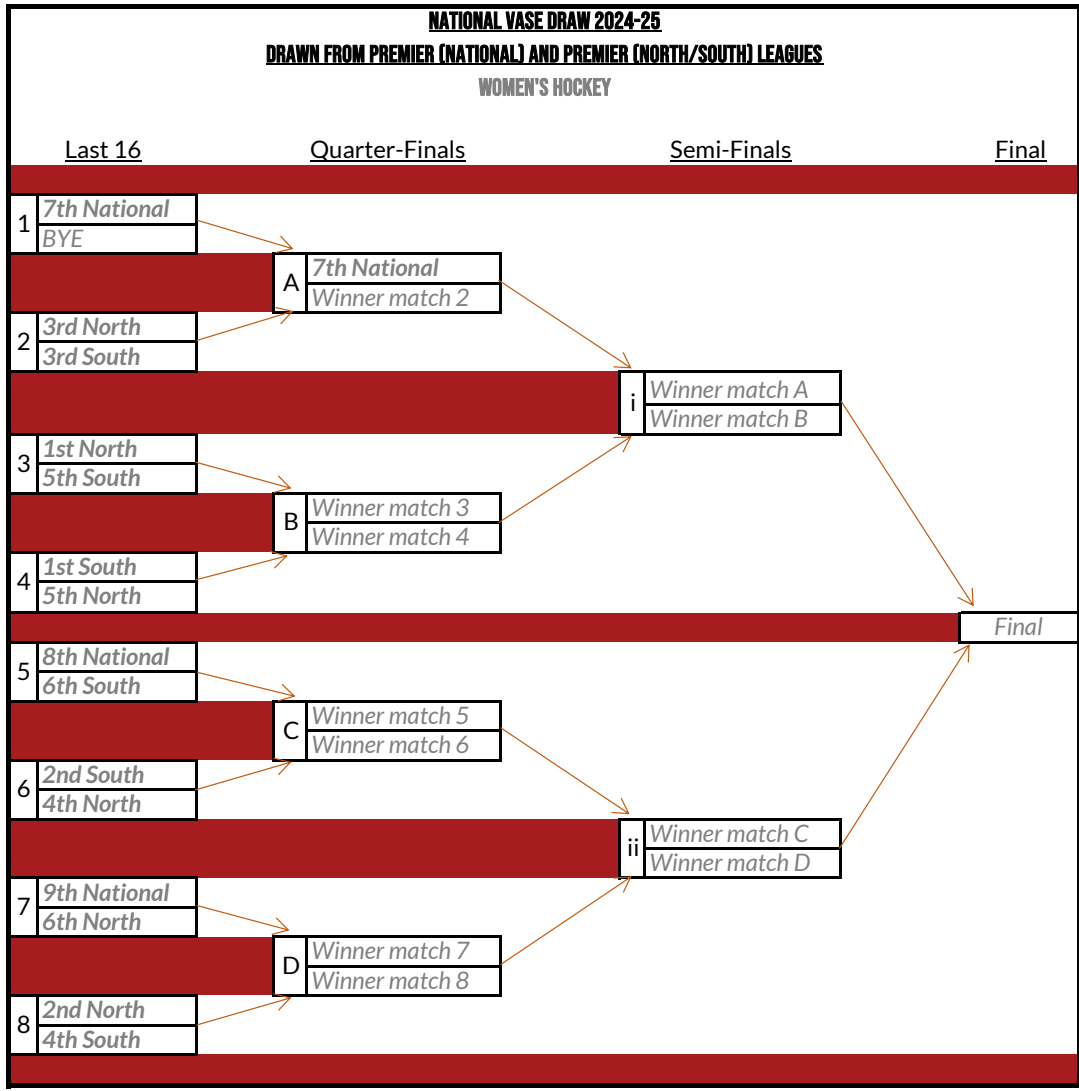 NATIONAL VASE DRAW 2024-25
DRAWN FROM PREMIER (NATIONAL) AND PREMIER (NORTH/SOUTH) LEAGUES
WOMEN'S HOCKEY
Last 16 Quarter-Finals Semi-Finals Final
1 7th National
BYE
A 7th National
Winner match 2
2 3rd North
3rd South
i Winner match A
Winner match B
3 1st North
5th South
B Winner match 3
Winner match 4
4 1st South
5th North
Final
5 8th National
6th South
C Winner match 5
Winner match 6
6 2nd South
4th North
ii Winner match C
Winner match D
7 9th National
6th North
D Winner match 7
Winner match 8
8 2nd North
4th South